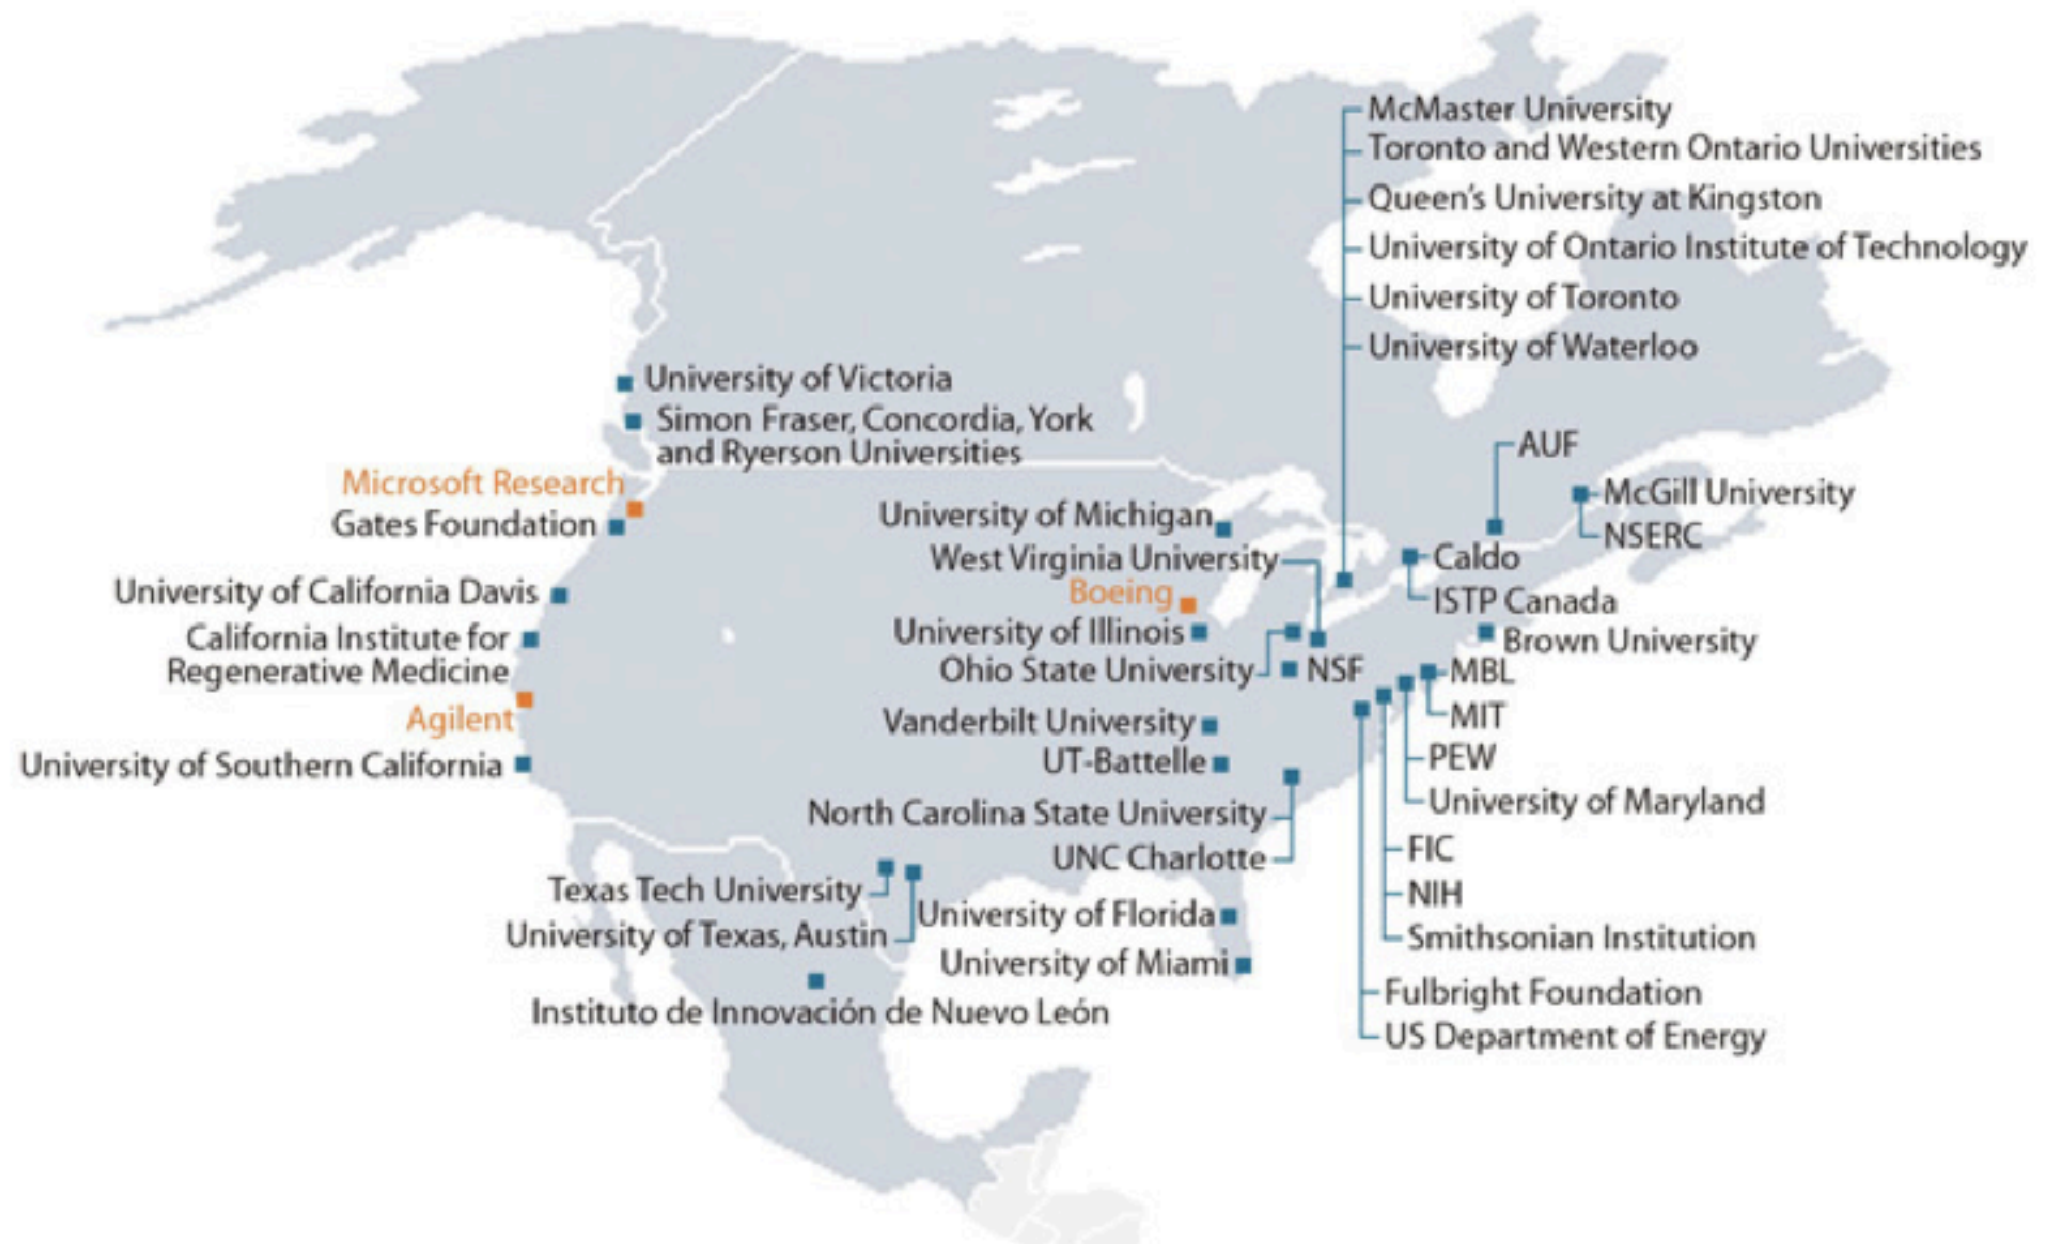 McMaster University
Toronto and Western Ontario Universities
Queen's University at Kingston
University of Ontario Institute of Technology
University of Toronto
University of Waterloo
University of Victoria
Simon Fraser, Concordia, York
and Ryerson Universities
AUF
Microsoft Research
Gates Foundation
McGill University
NSERC
University of Michigan
West Virginia University
Boeing
University of Illinois
Ohio State University
NSF
Caldo
ISTP Canada
Brown University
University of California Davis
California Institute for
Regenerative Medicine
Agilent
University of Southern California
MBL
MIT
PEW
University of Maryland
Vanderbilt University
UT-Battelle
North Carolina State University
UNC Charlotte
FIC
NIH
Smithsonian Institution
Texas Tech University
University of Texas, Austin
University of Florida
University of Miami
Instituto de Innovación de Nuevo León
Fulbright Foundation
US Department of Energy